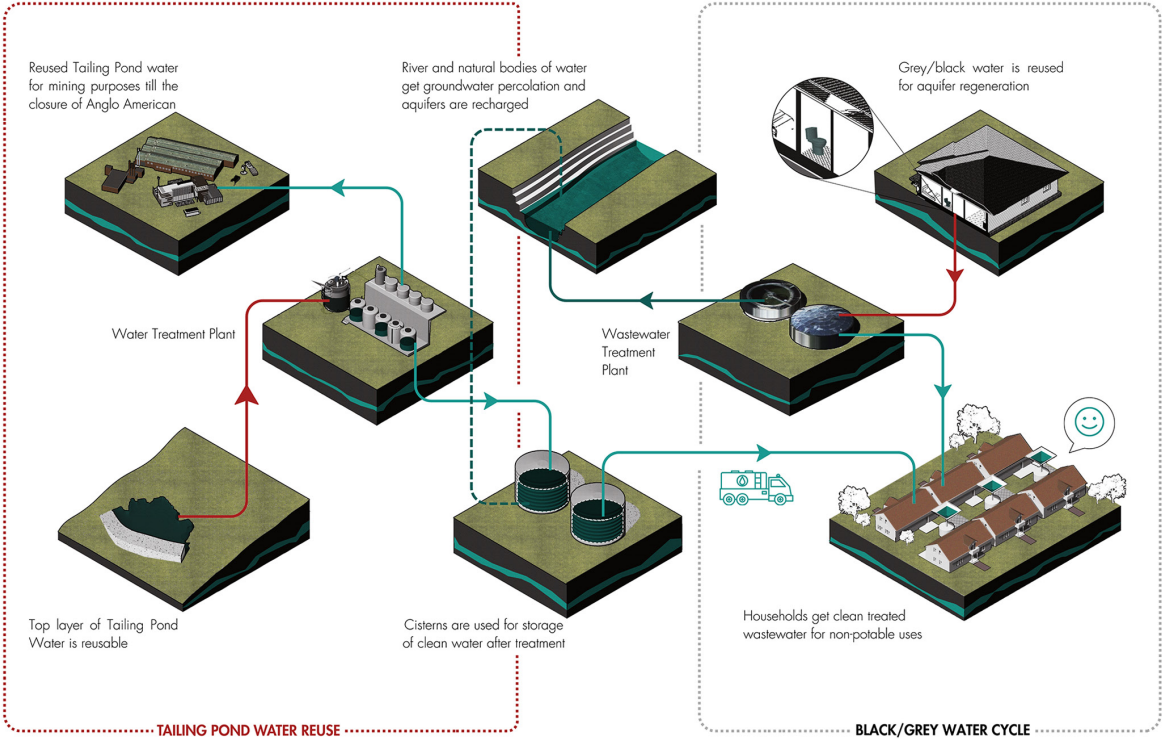 Reused Tailing Pond water
for mining purposes till the
closure of Anglo American
River and natural bodies of water
get groundwater percolation and
aquifers are recharged
Grey/black water is reused
for aquifer regeneration
Water Treatment Plant
Wastewater
Treatment
Plant
Top layer of Tailing Pond
Water is reusable
Cisterns are used for storage
of clean water after treatment
Households get clean treated
wastewater for non-potable uses
TAILING POND WATER REUSE
BLACK/GREY WATER CYCLE